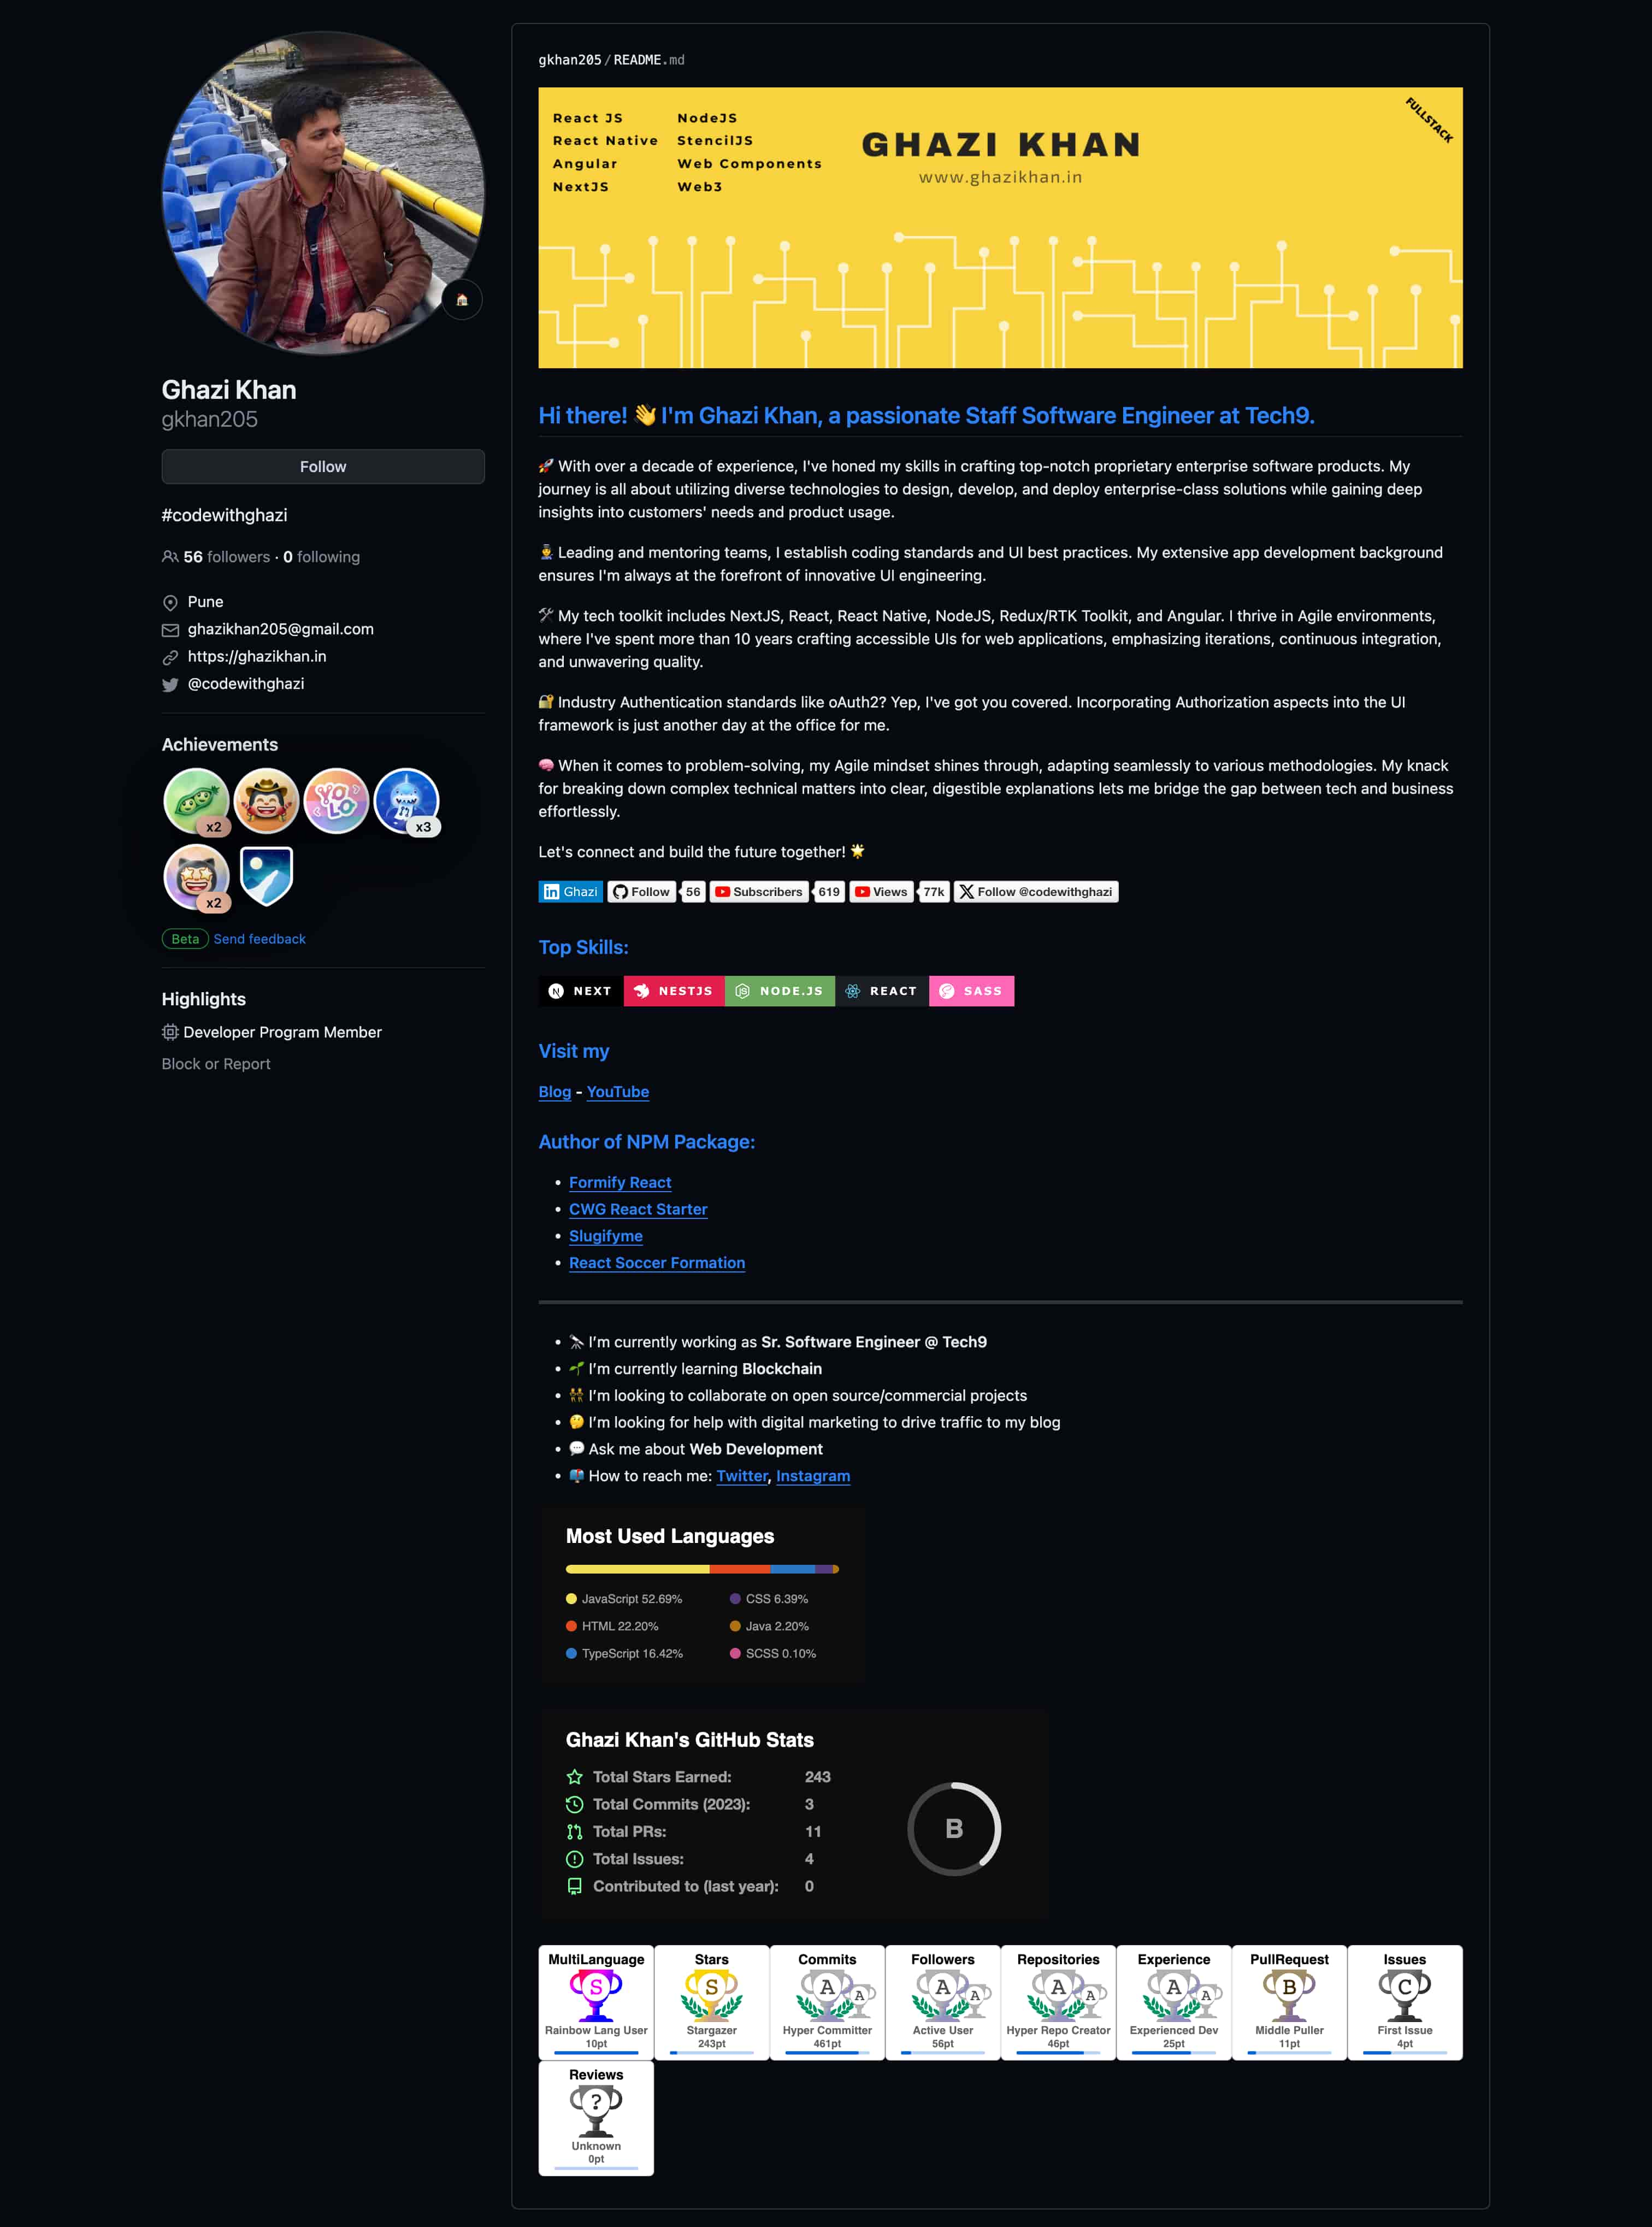 Ghazi Khan
gkhan205
Follow
#codewithghazi
56 followers · 0 following
Pune
ghazikhan205@gmail.com
https://ghazikhan.in
@codewithghazi
Achievements
x2
YOLO
x3
x2
Beta Send feedback
Highlights
Developer Program Member
Block or Report
gkhan205/README.md
React JS NodeJS
React Native StencilJS
Angular Web Components
NextJS Web3
GHAZI KHAN
www.ghazikhan.in
FULLSTACK
Hi there! 👋 I'm Ghazi Khan, a passionate Staff Software Engineer at Tech9.
🚀 With over a decade of experience, I've honed my skills in crafting top-notch proprietary enterprise software products. My
journey is all about utilizing diverse technologies to design, develop, and deploy enterprise-class solutions while gaining deep
insights into customers' needs and product usage.
👨‍✈️ Leading and mentoring teams, I establish coding standards and UI best practices. My extensive app development background
ensures I'm always at the forefront of innovative UI engineering.
🛠 My tech toolkit includes NextJS, React, React Native, NodeJS, Redux/RTK Toolkit, and Angular. I thrive in Agile environments,
where I've spent more than 10 years crafting accessible UIs for web applications, emphasizing iterations, continuous integration,
and unwavering quality.
🔐 Industry Authentication standards like oAuth2? Yep, I've got you covered. Incorporating Authorization aspects into the UI
framework is just another day at the office for me.
🧠 When it comes to problem-solving, my Agile mindset shines through, adapting seamlessly to various methodologies. My knack
for breaking down complex technical matters into clear, digestible explanations lets me bridge the gap between tech and business
effortlessly.
Let's connect and build the future together! 🌟
in Ghazi Follow 56 Subscribers 619 Views 77k Follow @codewithghazi
Top Skills:
NEXT NESTJS NODE.JS REACT SASS
Visit my
Blog - YouTube
Author of NPM Package:
• Formify React
• CWG React Starter
• Slugifyme
• React Soccer Formation
• 🔭 I’m currently working as Sr. Software Engineer @ Tech9
• 🌱 I’m currently learning Blockchain
• 👯 I’m looking to collaborate on open source/commercial projects
• 🤔 I’m looking for help with digital marketing to drive traffic to my blog
• 💬 Ask me about Web Development
• 📫 How to reach me: Twitter, Instagram
Most Used Languages
JavaScript 52.69% CSS 6.39%
HTML 22.20% Java 2.20%
TypeScript 16.42% SCSS 0.10%
Ghazi Khan's GitHub Stats
Total Stars Earned: 243
Total Commits (2023): 3
Total PRs: 11
Total Issues: 4
Contributed to (last year): 0
B
MultiLanguage Stars Commits Followers Repositories Experience PullRequest Issues
S S A A A A A A A A B C
Rainbow Lang User Stargazer Hyper Committer Active User Hyper Repo Creator Experienced Dev Middle Puller First Issue
10pt 243pt 461pt 56pt 46pt 25pt 11pt 4pt
Reviews
?
Unknown
0pt